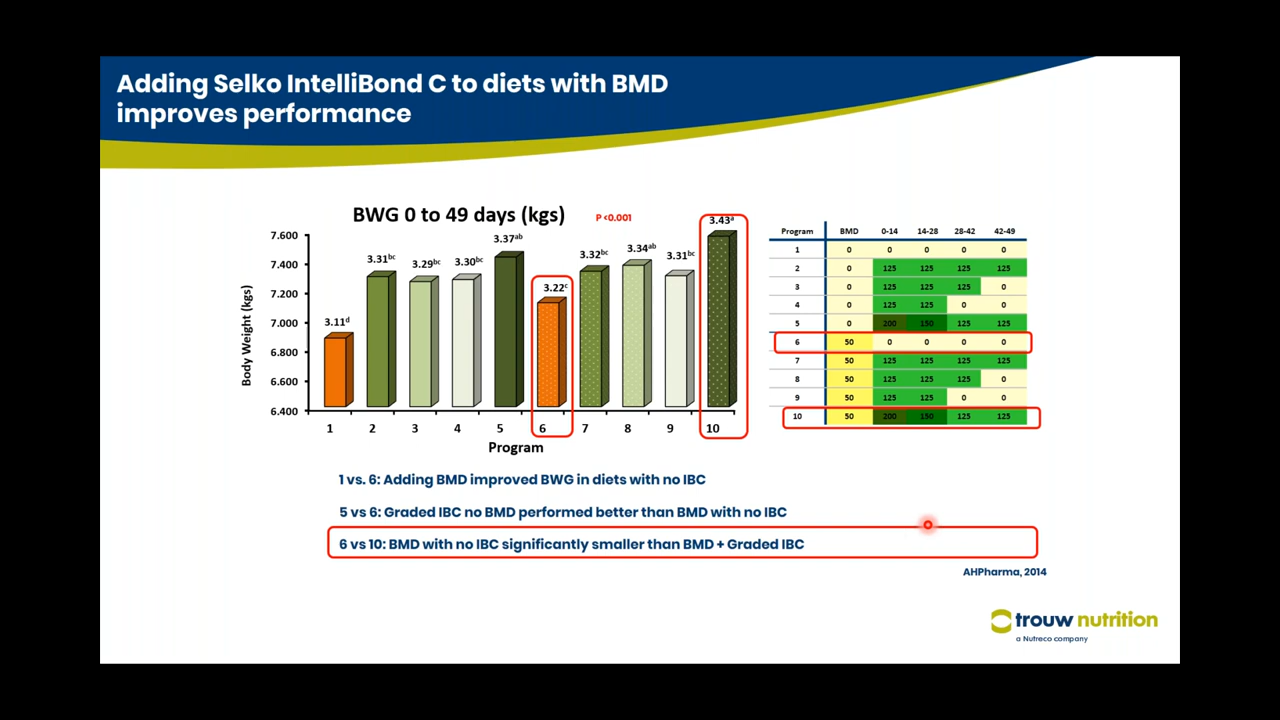 Adding Selko IntelliBond C to diets with BMD
improves performance
BWG 0 to 49 days (kgs)
P <0.001
Body Weight (kgs)
7.600
7.400
7.200
7.000
6.800
6.600
6.400
3.11d
3.31bc
3.29bc
3.30bc
3.37ab
3.22c
3.32bc
3.34ab
3.31bc
3.43a
1 2 3 4 5 6 7 8 9 10
Program
Program BMD 0-14 14-28 28-42 42-49
1 0 0 0 0 0
2 0 125 125 125 125
3 0 125 125 125 0
4 0 125 125 0 0
5 0 200 150 125 125
6 50 0 0 0 0
7 50 125 125 125 125
8 50 125 125 125 0
9 50 125 125 0 0
10 50 200 150 125 125
1 vs. 6: Adding BMD improved BWG in diets with no IBC
5 vs 6: Graded IBC no BMD performed better than BMD with no IBC
6 vs 10: BMD with no IBC significantly smaller than BMD + Graded IBC
AHPharma, 2014
trouw nutrition
a Nutreco company